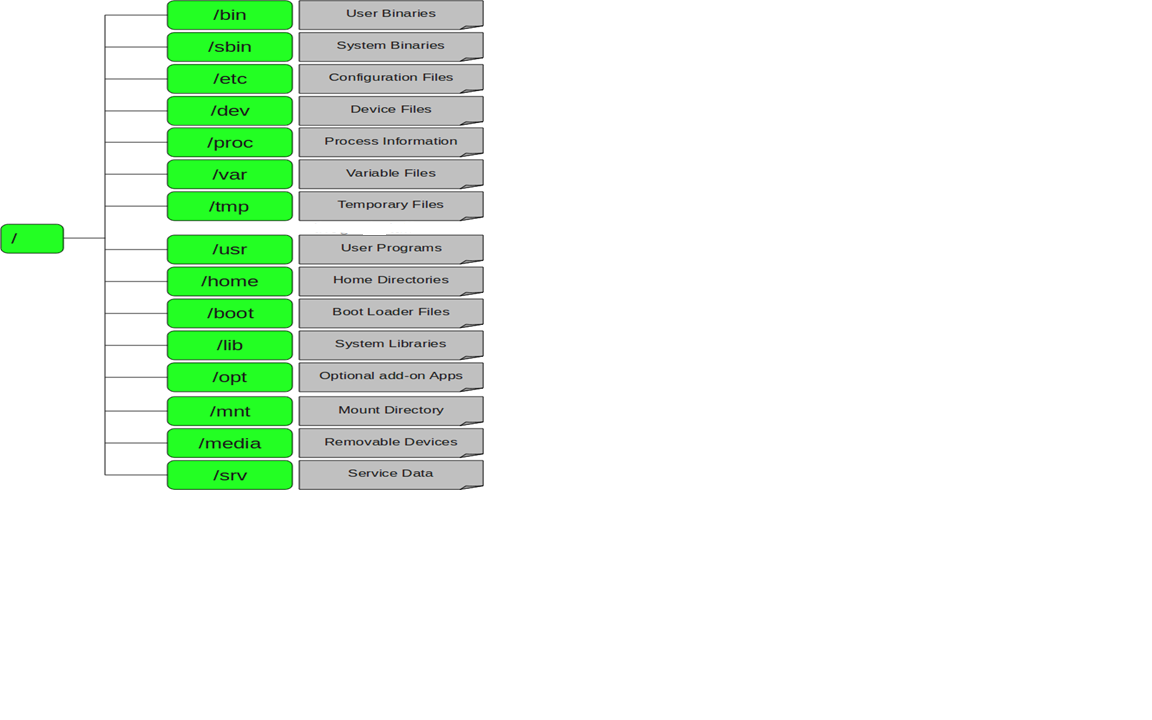 /bin User Binaries
/sbin System Binaries
/etc Configuration Files
/dev Device Files
/proc Process Information
/var Variable Files
/tmp Temporary Files
/
/usr User Programs
/home Home Directories
/boot Boot Loader Files
/lib System Libraries
/opt Optional add-on Apps
/mnt Mount Directory
/media Removable Devices
/srv Service Data